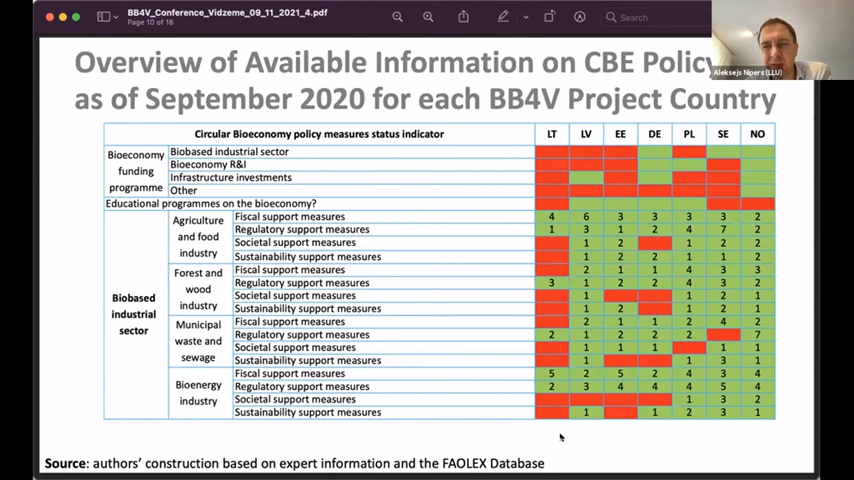 BB4V_Conference_Vidzeme_09_11_2021_4.pdf
Page 10 of 18
Search
Aleksejs Nipers (LLU)
Overview of Available Information on CBE Policy
as of September 2020 for each BB4V Project Country
Circular Bioeconomy policy measures status indicator LT LV EE DE PL SE NO
Bioeconomy funding programme
Biobased industrial sector
Bioeconomy R&I
Infrastructure investments
Other
Educational programmes on the bioeconomy?
Biobased industrial sector
Agriculture and food industry
Fiscal support measures 4 6 3 3 3 3 2
Regulatory support measures 1 3 1 2 4 7 2
Societal support measures 1 2 1 2 2
Sustainability support measures 1 2 2 1 1 2
Forest and wood industry
Fiscal support measures 2 1 1 4 3 3
Regulatory support measures 3 1 2 2 4 3 2
Societal support measures 1 1 2 1
Sustainability support measures 1 2 1 2 1
Municipal waste and sewage
Fiscal support measures 2 1 1 2 4 2
Regulatory support measures 2 1 2 2 2 7
Societal support measures 1 1 1 1 1
Sustainability support measures 1 1 3 1
Bioenergy industry
Fiscal support measures 5 2 5 2 4 3 4
Regulatory support measures 2 3 4 4 4 5 4
Societal support measures 1 3 2
Sustainability support measures 1 1 2 3 1
Source: authors' construction based on expert information and the FAOLEX Database